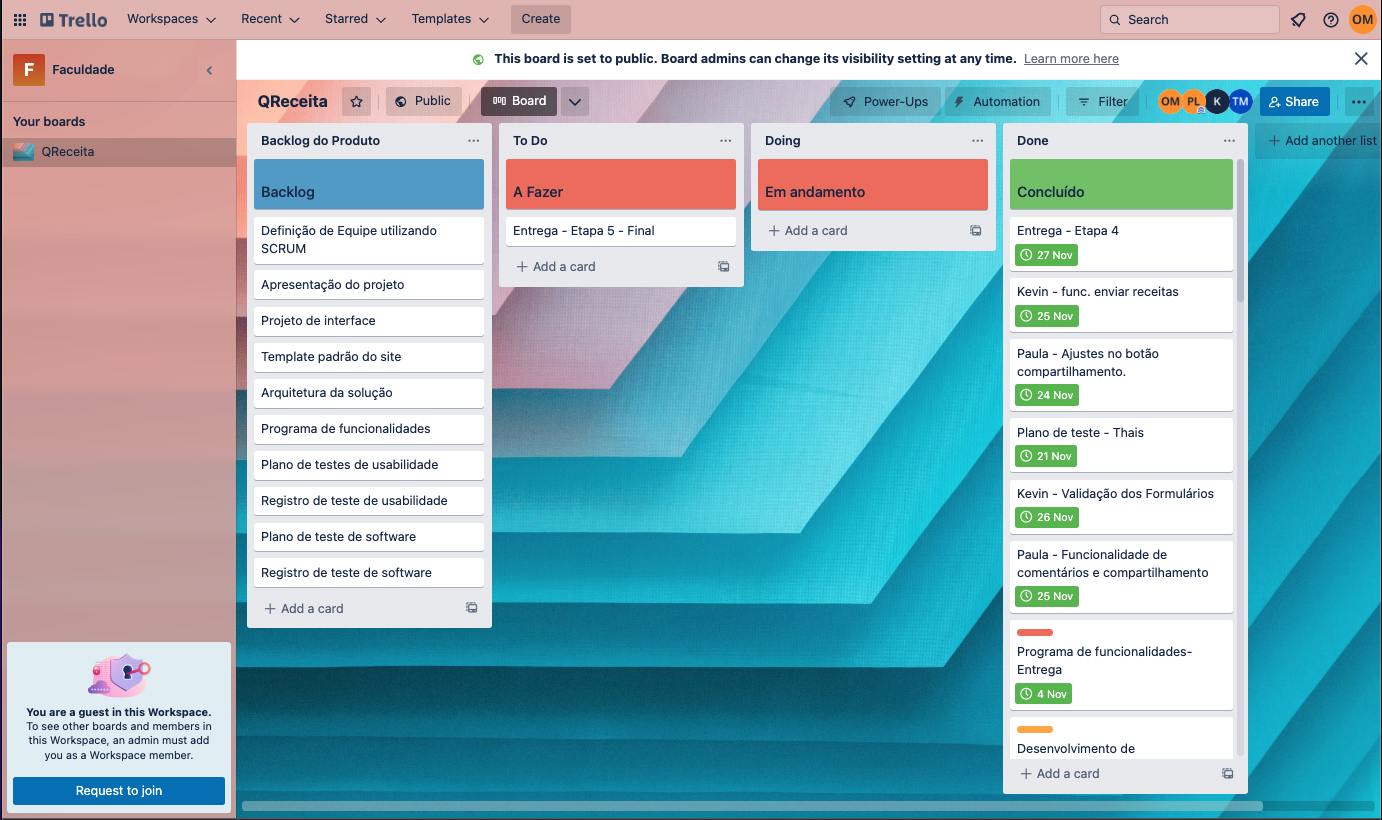 Trello
Workspaces
Recent
Starred
Templates
Create
Search
OM
F
Faculdade
Your boards
QReceita
This board is set to public. Board admins can change its visibility setting at any time. Learn more here
QReceita
Public
Board
Power-Ups
Automation
Filter
OM
PL
K
TM
Share
Backlog do Produto
Backlog
Definição de Equipe utilizando
SCRUM
Apresentação do projeto
Projeto de interface
Template padrão do site
Arquitetura da solução
Programa de funcionalidades
Plano de testes de usabilidade
Registro de teste de usabilidade
Plano de teste de software
Registro de teste de software
+ Add a card
To Do
A Fazer
Entrega - Etapa 5 - Final
+ Add a card
Doing
Em andamento
+ Add a card
Done
Concluído
Entrega - Etapa 4
27 Nov
Kevin - func. enviar receitas
25 Nov
Paula - Ajustes no botão
compartilhamento.
24 Nov
Plano de teste - Thais
21 Nov
Kevin - Validação dos Formulários
26 Nov
Paula - Funcionalidade de
comentários e compartilhamento
25 Nov
Programa de funcionalidades-
Entrega
4 Nov
Desenvolvimento de
+ Add a card
+ Add another list
You are a guest in this Workspace.
To see other boards and members in
this Workspace, an admin must add
you as a Workspace member.
Request to join